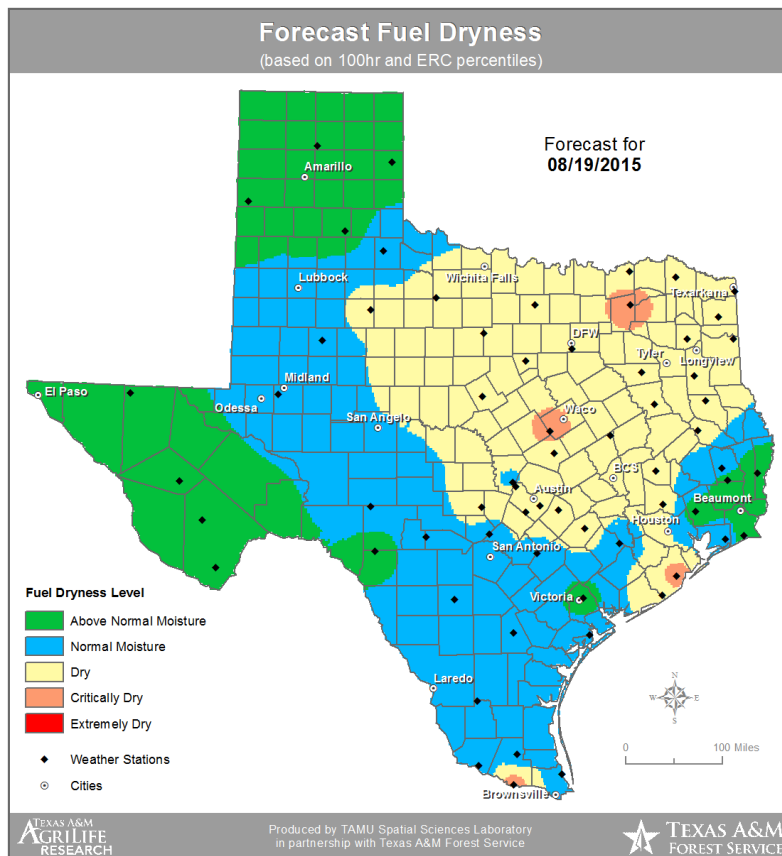 Forecast Fuel Dryness
(based on 100hr and ERC percentiles)
Forecast for
08/19/2015
Amarillo
Lubbock
Wichita Falls
Texarkana
DFW
Tyler
Longview
Midland
El Paso
Odessa
San Angelo
Waco
BCS
Austin
Beaumont
Houston
San Antonio
Victoria
Laredo
Brownsville
Fuel Dryness Level
Above Normal Moisture
Normal Moisture
Dry
Critically Dry
Extremely Dry
Weather Stations
Cities
N
W E
S
0 100 Miles
TEXAS A&M
AGRILIFE
RESEARCH
Produced by TAMU Spatial Sciences Laboratory
in partnership with Texas A&M Forest Service
TEXAS A&M
FOREST SERVICE